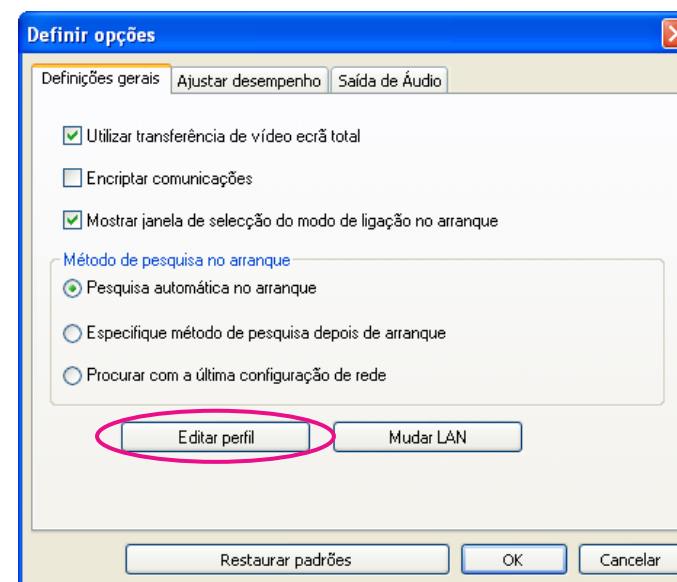 Definir opções
Definições gerais Ajustar desempenho Saída de Áudio
Utilizar transferência de vídeo ecrã total
Encriptar comunicações
Mostrar janela de selecção do modo de ligação no arranque
Método de pesquisa no arranque
Pesquisa automática no arranque
Especifique método de pesquisa depois de arranque
Procurar com a última configuração de rede
Editar perfil Mudar LAN
Restaurar padrões OK Cancelar